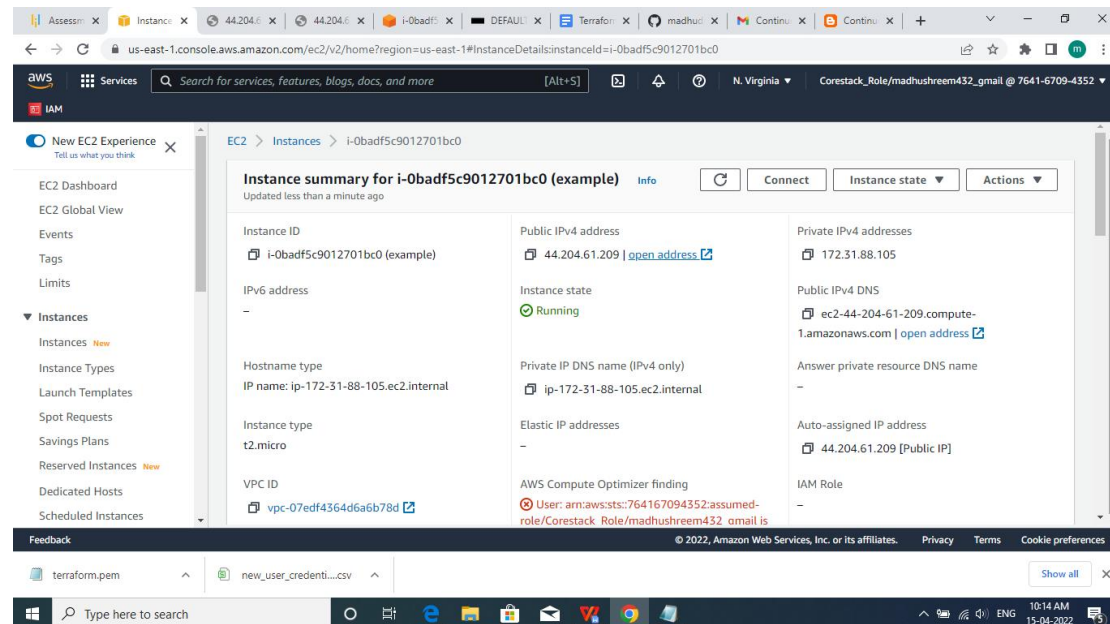 Assessm
Instance
44.204.6
44.204.6
i-0badf5
DEFAUL
Terraform
madhud
Continu
Continu
us-east-1.console.aws.amazon.com/ec2/v2/home?region=us-east-1#InstanceDetails:instanceId=i-0badf5c9012701bc0
m
aws
Services
Search for services, features, blogs, docs, and more
[Alt+S]
N. Virginia
Corestack_Role/madhushreem432_gmail @ 7641-6709-4352
IAM
New EC2 Experience
Tell us what you think
EC2 Dashboard
EC2 Global View
Events
Tags
Limits
Instances
Instances New
Instance Types
Launch Templates
Spot Requests
Savings Plans
Reserved Instances New
Dedicated Hosts
Scheduled Instances
EC2 > Instances > i-0badf5c9012701bc0
Instance summary for i-0badf5c9012701bc0 (example) Info
Updated less than a minute ago
Connect
Instance state
Actions
Instance ID
i-0badf5c9012701bc0 (example)
Public IPv4 address
44.204.61.209 | open address
Private IPv4 addresses
172.31.88.105
IPv6 address
–
Instance state
Running
Public IPv4 DNS
ec2-44-204-61-209.compute-
1.amazonaws.com | open address
Hostname type
IP name: ip-172-31-88-105.ec2.internal
Private IP DNS name (IPv4 only)
ip-172-31-88-105.ec2.internal
Answer private resource DNS name
–
Instance type
t2.micro
Elastic IP addresses
–
Auto-assigned IP address
44.204.61.209 [Public IP]
VPC ID
vpc-07edf4364d6a6b78d
AWS Compute Optimizer finding
User: arn:aws:sts::764167094352:assumed-
role/Corestack_Role/madhushreem432_gmail is
IAM Role
–
Feedback
© 2022, Amazon Web Services, Inc. or its affiliates.
Privacy
Terms
Cookie preferences
terraform.pem
new_user_credenti....csv
Show all
Type here to search
ENG
10:14 AM
15-04-2022
5